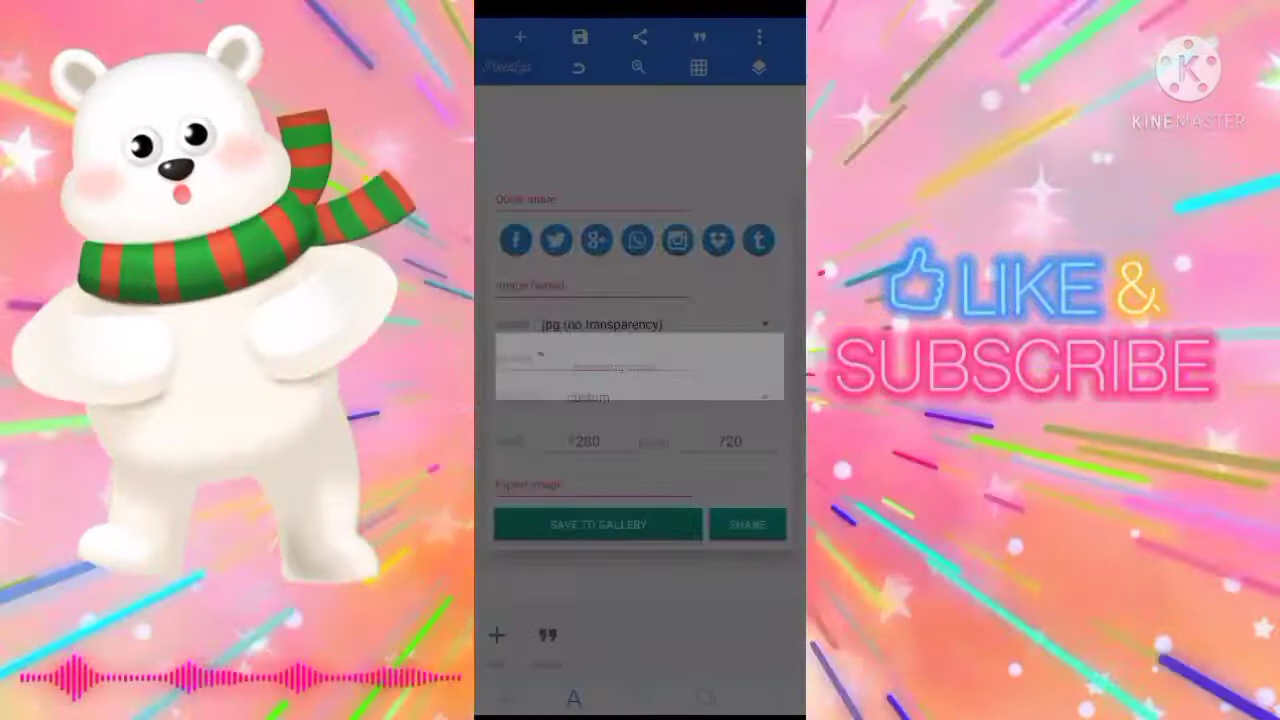 PixelLab
Quick share
Image format
jpg (no transparency)
custom
1280
720
Export image
SAVE TO GALLERY
SHARE
A
KINEMASTER
LIKE &
SUBSCRIBE